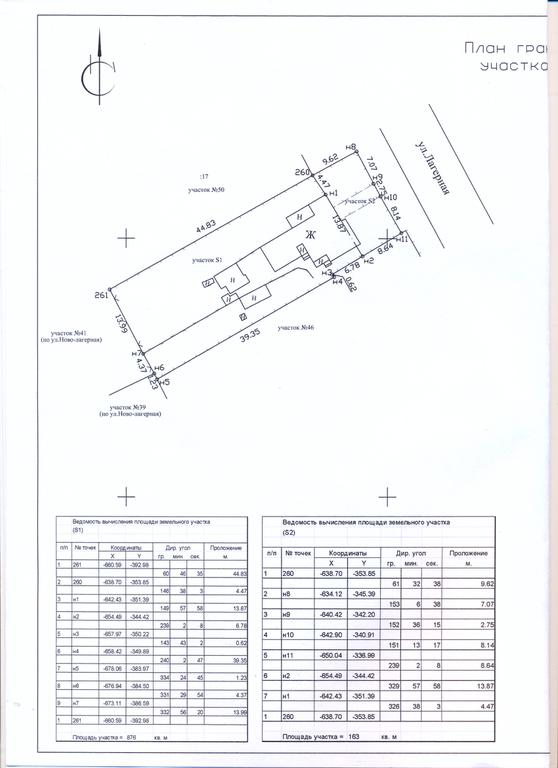 План гра
участка
н8
9.62
260
4.47
7.07
н9
2.75
н10
:17
участок №50
н1
участок S2
8.14
ул.Лагерная
44.83
13.87
Н
Ж
н11
8.64
участок S1
н2
6.78
н3
н4
0.62
Н
261
Н
Н
13.99
39.35
участок №46
участок №41
(по ул.Ново-лагерная)
н7
4.37
н6
1.23
н5
участок №39
(по ул.Ново-лагерная)
Ведомость вычисления площади земельного участка
(S1)
п/п № точек Координаты Дир. угол Проложение
X Y гр. мин. сек. м.
1 261 -660.59 -392.98
60 46 35 44.83
2 260 -638.70 -353.85
146 38 3 4.47
3 н1 -642.43 -351.39
149 57 58 13.87
4 н2 -654.49 -344.42
239 2 8 6.78
5 н3 -657.97 -350.22
143 43 2 0.62
6 н4 -658.42 -349.89
240 2 47 39.35
7 н5 -678.06 -383.97
334 24 45 1.23
8 н6 -676.94 -384.50
331 29 54 4.37
9 н7 -673.11 -386.59
332 56 20 13.99
1 261 -660.59 -392.98
Площадь участка = 876 кв. м
Ведомость вычисления площади земельного участка
(S2)
п/п № точек Координаты Дир. угол Проложение
X Y гр. мин. сек. м.
1 260 -638.70 -353.85
61 32 38 9.62
2 н8 -634.12 -345.39
153 6 38 7.07
3 н9 -640.42 -342.20
152 36 15 2.75
4 н10 -642.90 -340.91
151 13 17 8.14
5 н11 -650.04 -336.99
239 2 8 8.64
6 н2 -654.49 -344.42
329 57 58 13.87
7 н1 -642.43 -351.39
326 38 3 4.47
1 260 -638.70 -353.85
Площадь участка = 163 кв. м